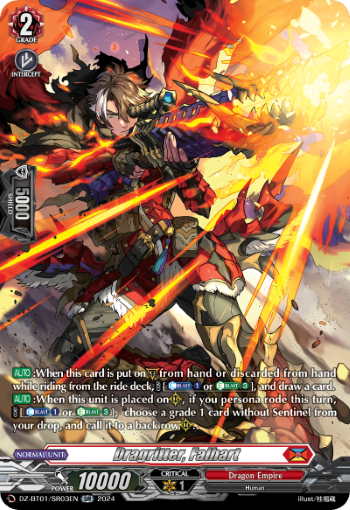 2
GRADE
INTERCEPT
5000
SHIELD
AUTO:When this card is put on from hand or discarded from hand
while riding from the ride deck, COST[C BLAST 1 or E BLAST 3], and draw a card.
AUTO:When this unit is placed on, if you persona rode this turn,
COST[C BLAST 1 or E BLAST 3], choose a grade 1 card without Sentinel from
your drop, and call it to a back row.
NORMAL UNIT
Dragritter, Falhart
POWER 10000
CRITICAL
1
Dragon Empire
Human
DZ-BT01/SR03EN SR 2024
illust/桂福蔵